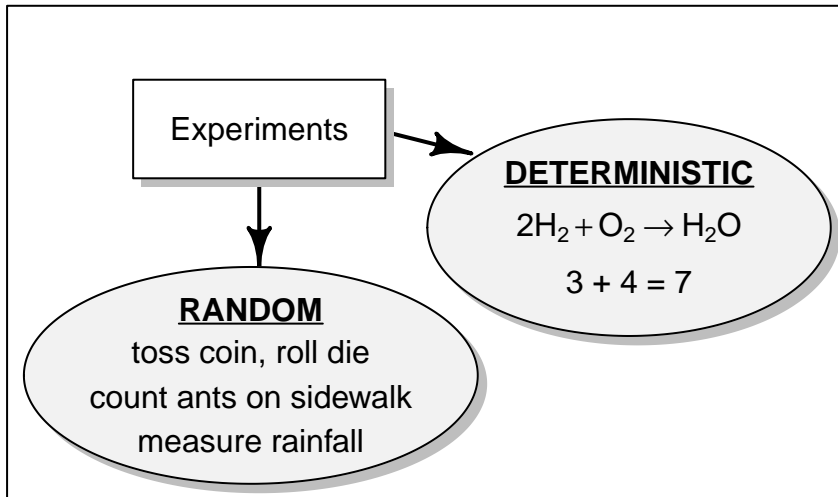 Experiments
DETERMINISTIC
2H₂ + O₂ → H₂O
3 + 4 = 7
RANDOM
toss coin, roll die
count ants on sidewalk
measure rainfall